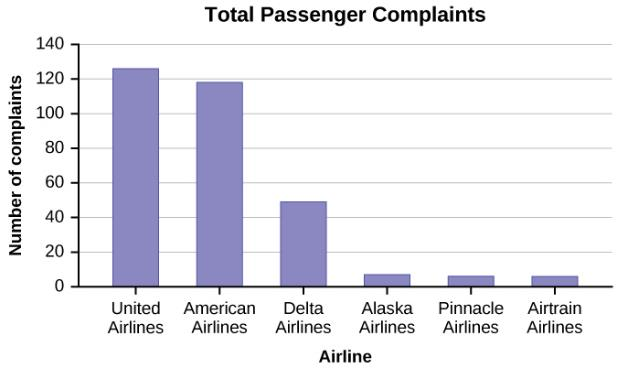 Total Passenger Complaints
Number of complaints
140
120
100
80
60
40
20
0
United
Airlines
American
Airlines
Delta
Airlines
Alaska
Airlines
Pinnacle
Airlines
Airtrain
Airlines
Airline